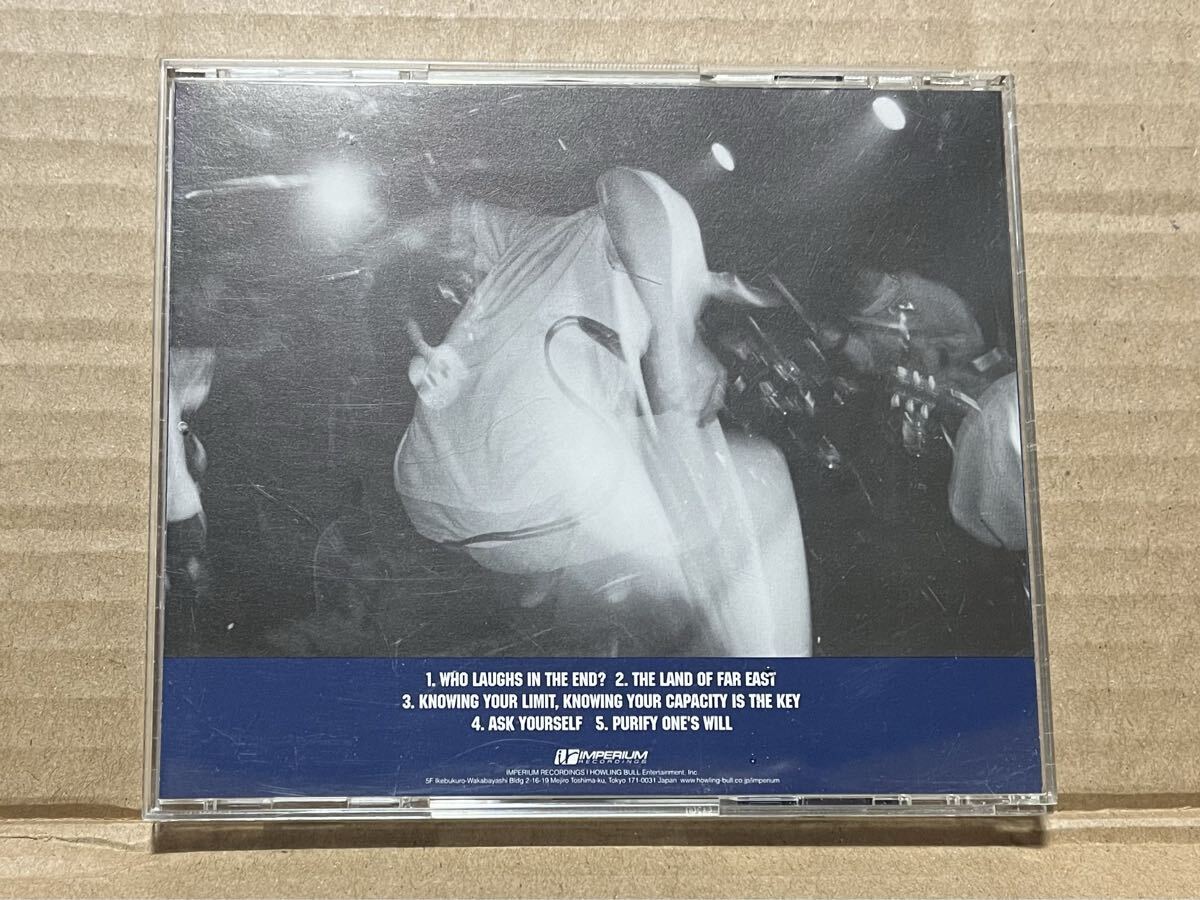 1. WHO LAUGHS IN THE END? 2. THE LAND OF FAR EAST
3. KNOWING YOUR LIMIT, KNOWING YOUR CAPACITY IS THE KEY
4. ASK YOURSELF 5. PURIFY ONE'S WILL
IMPERIUM
RECORDINGS
IMPERIUM RECORDINGS | HOWLING BULL Entertainment, Inc.
5F Ikebukuro-Wakabayashi Bldg 2-16-19 Mejiro Toshima-ku, Tokyo 171-0031 Japan www.howling-bull.co.jp/imperium